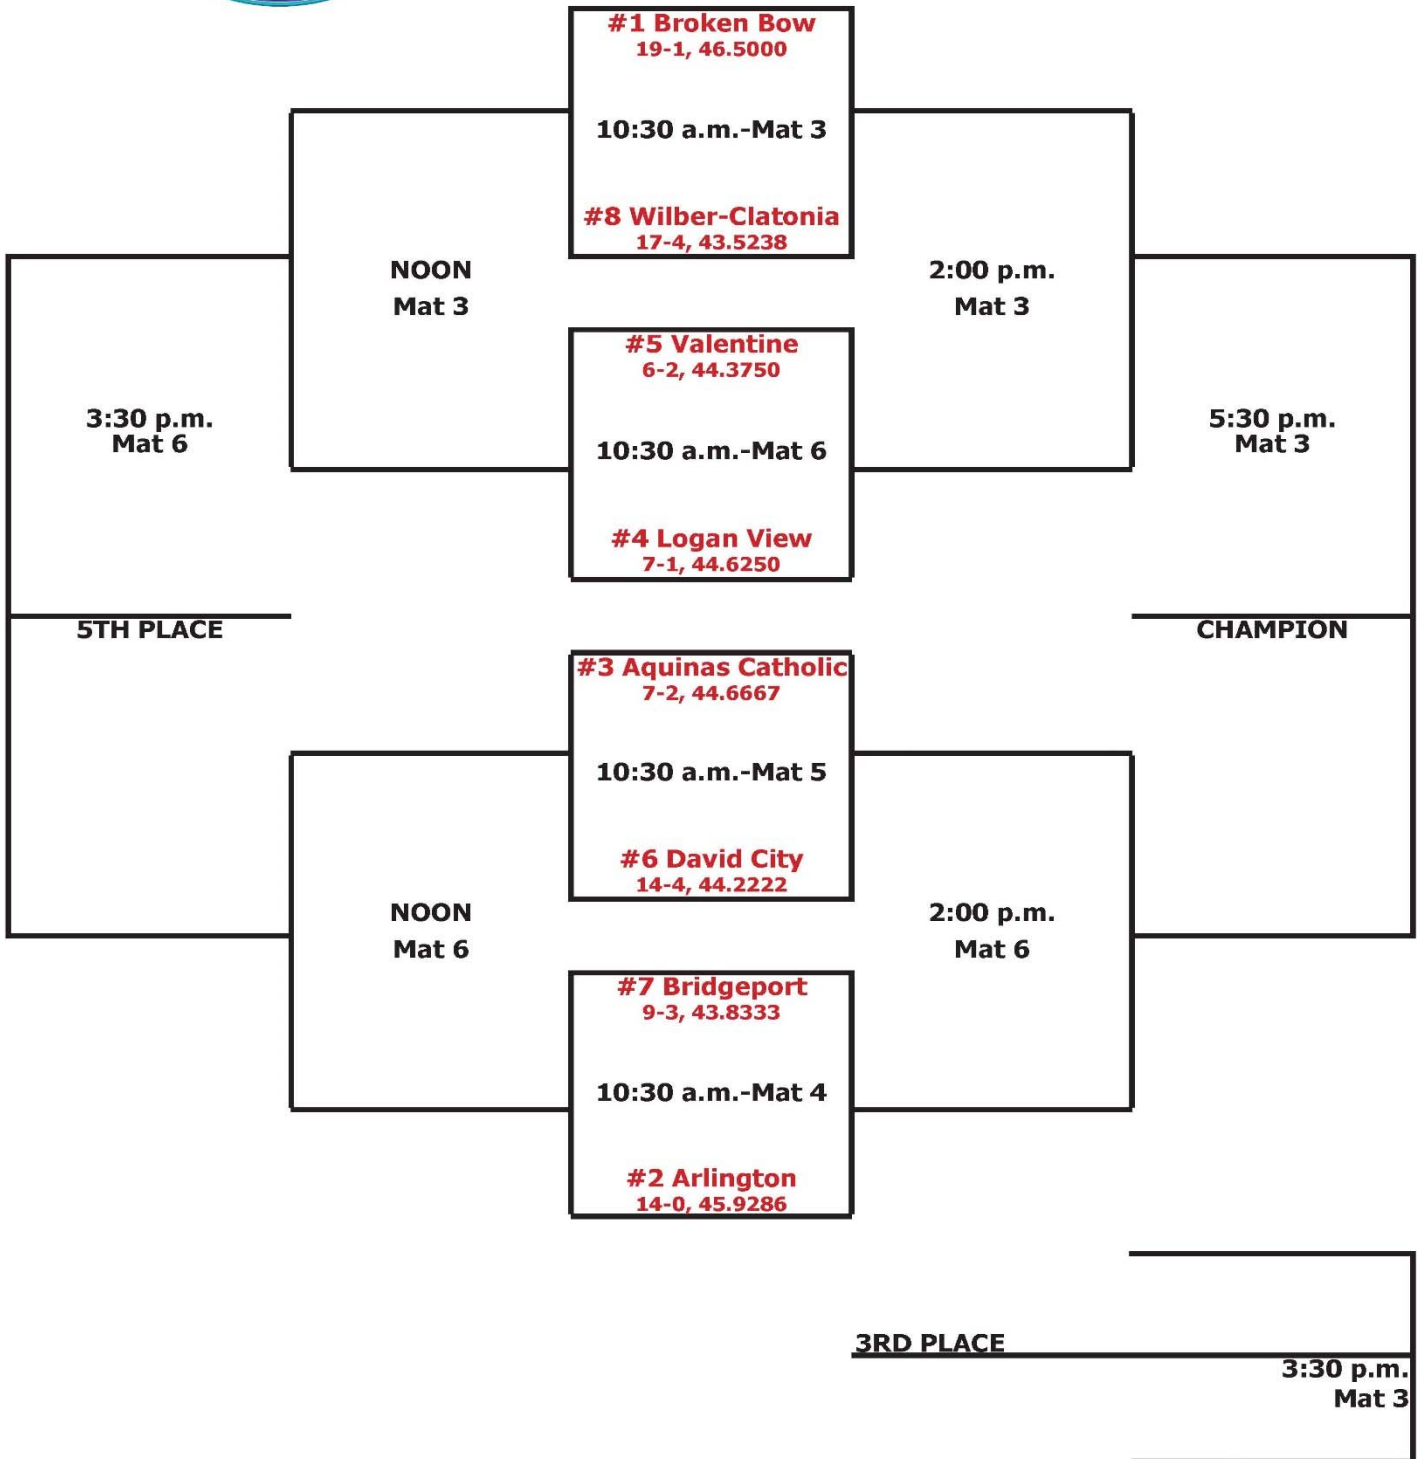 #1 Broken Bow
19-1, 46.5000
10:30 a.m.-Mat 3
#8 Wilber-Clatonia
17-4, 43.5238
NOON
Mat 3
2:00 p.m.
Mat 3
#5 Valentine
6-2, 44.3750
10:30 a.m.-Mat 6
#4 Logan View
7-1, 44.6250
3:30 p.m.
Mat 6
5:30 p.m.
Mat 3
5TH PLACE
CHAMPION
#3 Aquinas Catholic
7-2, 44.6667
10:30 a.m.-Mat 5
#6 David City
14-4, 44.2222
NOON
Mat 6
2:00 p.m.
Mat 6
#7 Bridgeport
9-3, 43.8333
10:30 a.m.-Mat 4
#2 Arlington
14-0, 45.9286
3RD PLACE
3:30 p.m.
Mat 3